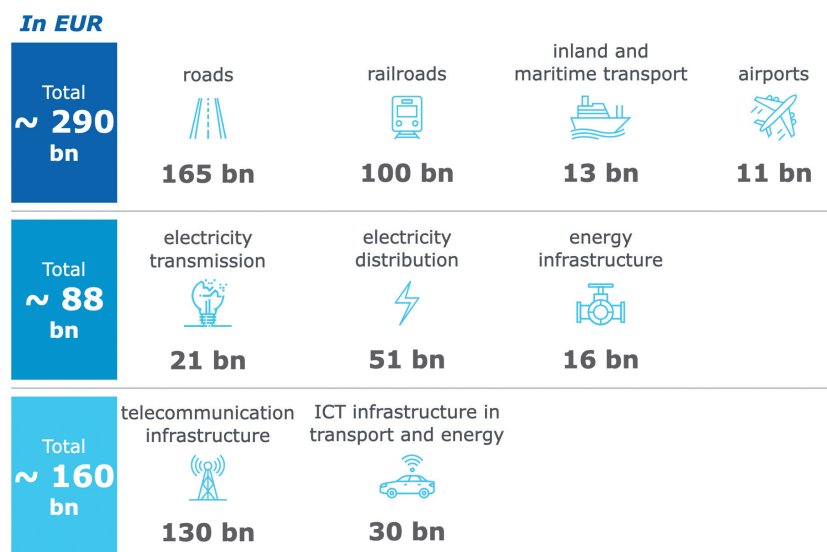 In EUR
Total
~ 290
bn
roads
165 bn
railroads
100 bn
inland and
maritime transport
13 bn
airports
11 bn
Total
~ 88
bn
electricity
transmission
21 bn
electricity
distribution
51 bn
energy
infrastructure
16 bn
Total
~ 160
bn
telecommunication
infrastructure
130 bn
ICT infrastructure in
transport and energy
30 bn